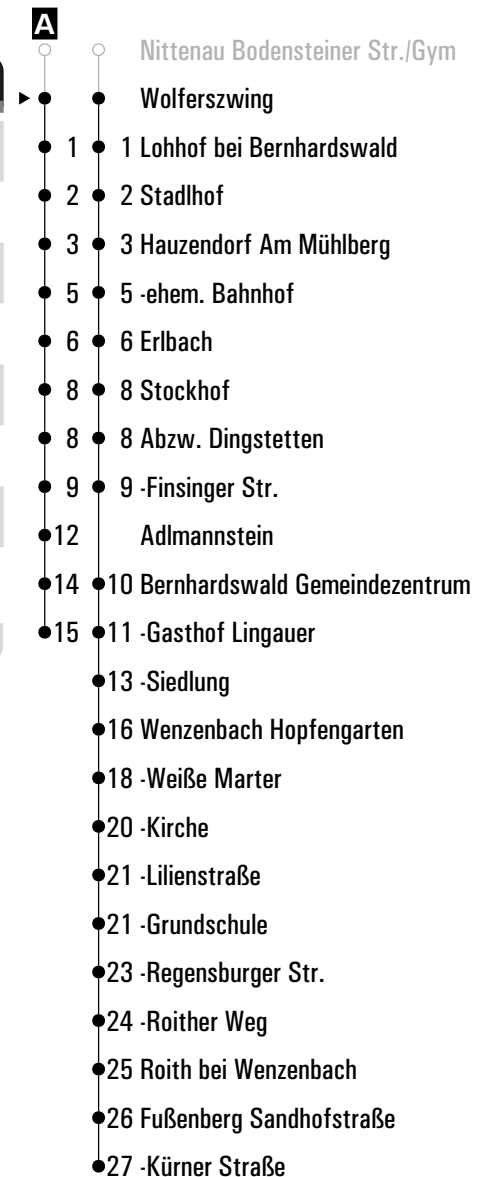 A
Nittenau Bodensteiner Str./Gym
Wolferszwing
1 1 Lohhof bei Bernhardswald
2 2 Stadlhof
3 3 Hauzendorf Am Mühlberg
5 5 -ehem. Bahnhof
6 6 Erlbach
8 8 Stockhof
8 8 Abzw. Dingstetten
9 9 -Finsinger Str.
12 Adlmannstein
14 10 Bernhardswald Gemeindezentrum
15 11 -Gasthof Lingauer
13 -Siedlung
16 Wenzenbach Hopfengarten
18 -Weiße Marter
20 -Kirche
21 -Lilienstraße
21 -Grundschule
23 -Regensburger Str.
24 -Roither Weg
25 Roith bei Wenzenbach
26 Fußenberg Sandhofstraße
27 -Kürner Straße